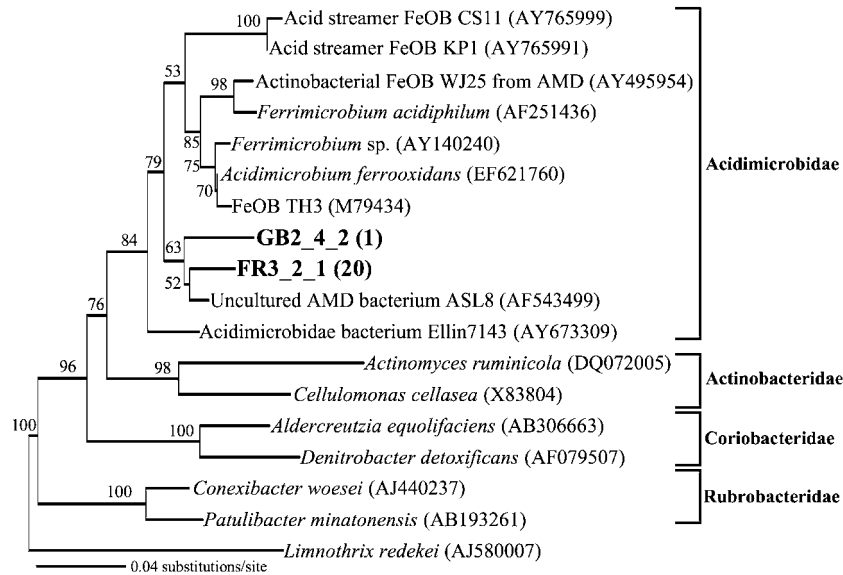 100
Acid streamer FeOB CS11 (AY765999)
Acid streamer FeOB KP1 (AY765991)
53
98
Actinobacterial FeOB WJ25 from AMD (AY495954)
Ferrimicrobium acidiphilum (AF251436)
85
Ferrimicrobium sp. (AY140240)
79
75
Acidimicrobium ferrooxidans (EF621760)
Acidimicrobidae
70
FeOB TH3 (M79434)
84
63
GB2_4_2 (1)
FR3_2_1 (20)
52
Uncultured AMD bacterium ASL8 (AF543499)
76
Acidimicrobidae bacterium Ellin7143 (AY673309)
96
98
Actinomyces ruminicola (DQ072005)
Actinobacteridae
Cellulomonas cellasea (X83804)
100
100
Aldercreutzia equolifaciens (AB306663)
Coriobacteridae
Denitrobacter detoxificans (AF079507)
100
Conexibacter woesei (AJ440237)
Rubrobacteridae
Patulibacter minatonensis (AB193261)
Limnothrix redekei (AJ580007)
0.04 substitutions/site